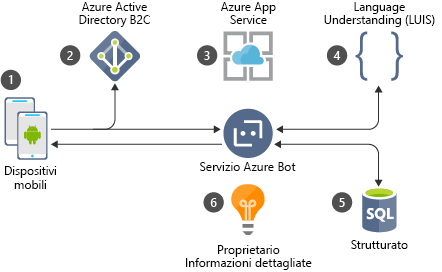 Azure Active
Directory B2C
Azure App
Service
Language
Understanding (LUIS)
1
2
3
4
Dispositivi
mobili
Servizio Azure Bot
6
5
SQL
Proprietario
Informazioni dettagliate
Strutturato